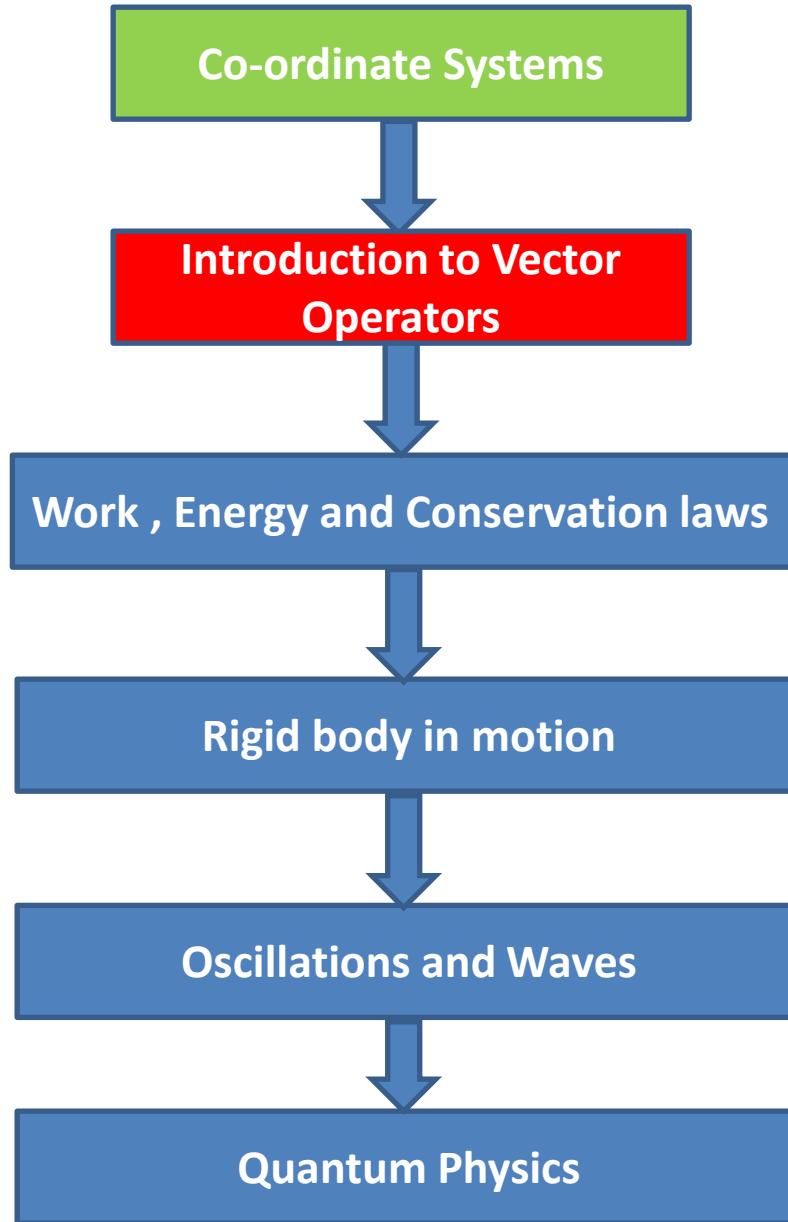 Co-ordinate Systems
Introduction to Vector
Operators
Work , Energy and Conservation laws
Rigid body in motion
Oscillations and Waves
Quantum Physics